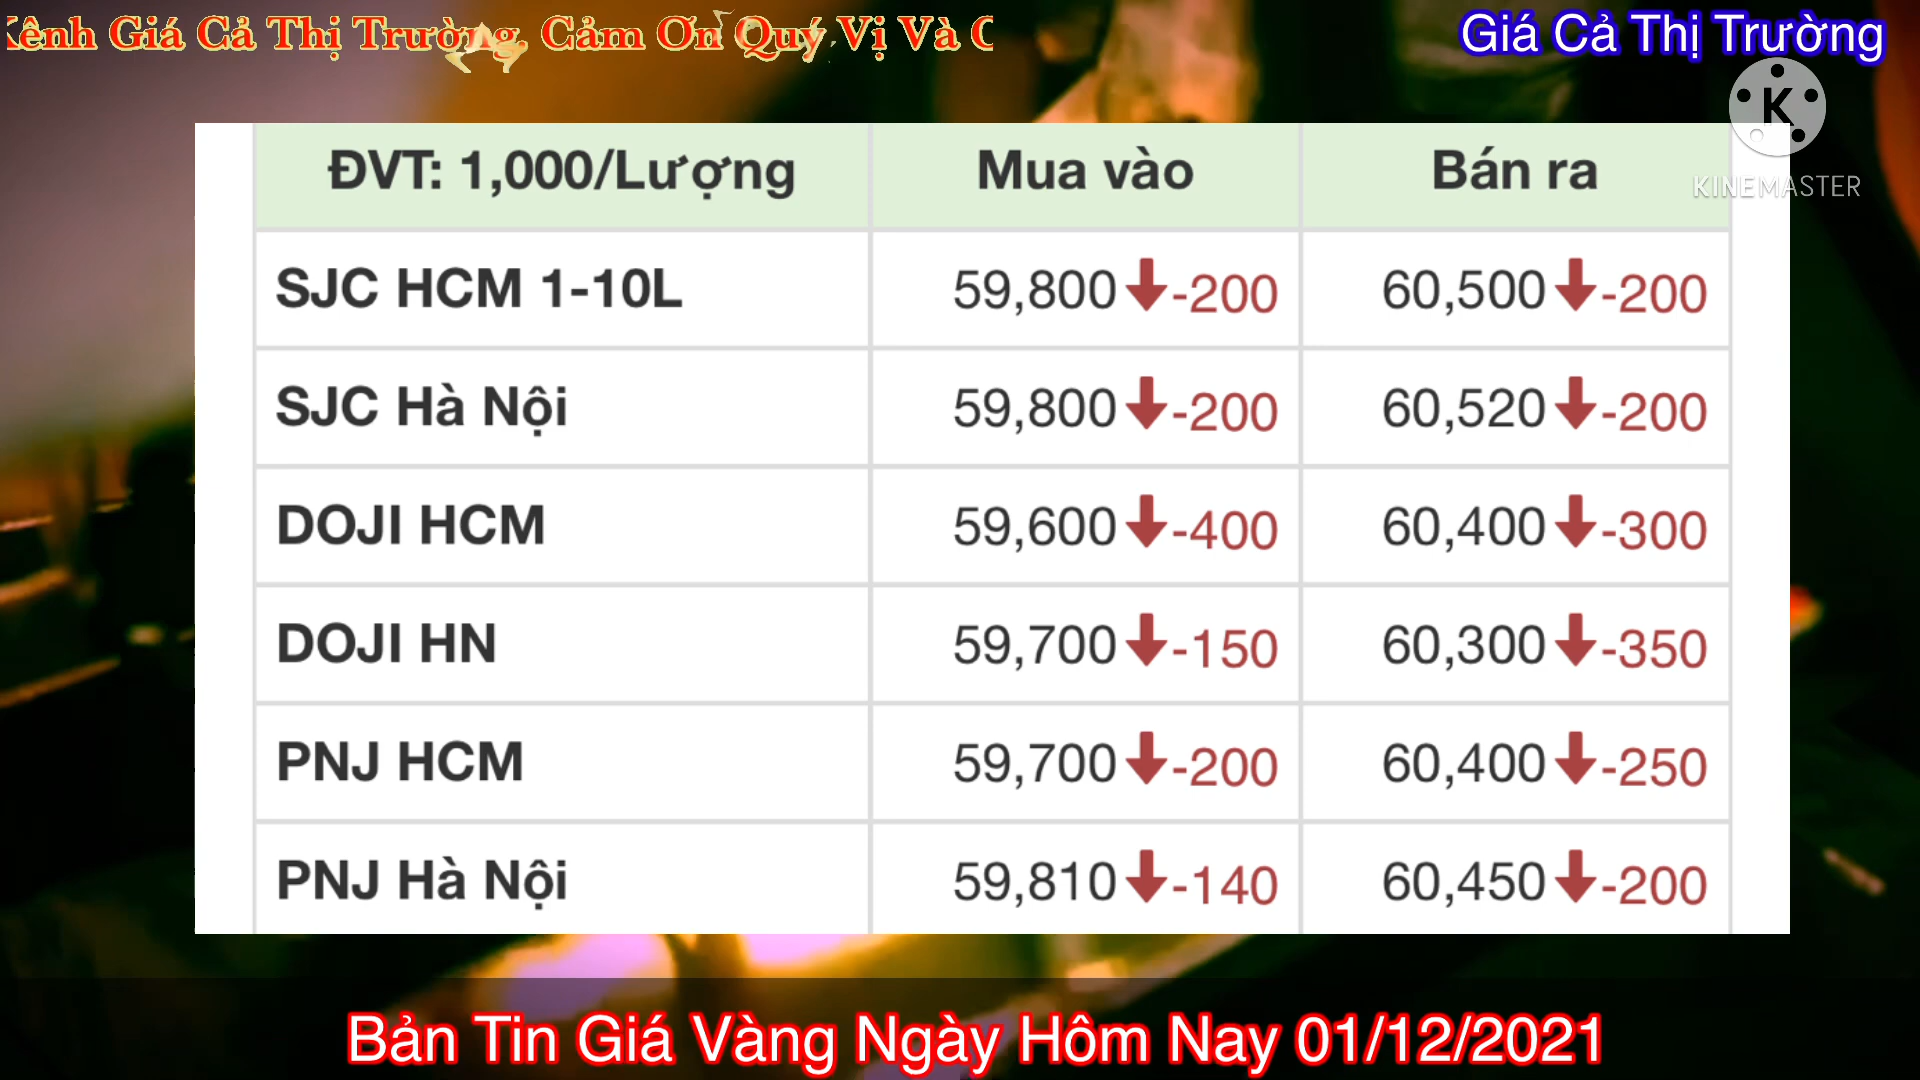 Kênh Giá Cả Thị Trường. Cảm Ơn Quý Vị Và
Giá Cả Thị Trường
K
KINEMASTER
ĐVT: 1,000/Lượng Mua vào Bán ra
SJC HCM 1-10L 59,800 -200 60,500 -200
SJC Hà Nội 59,800 -200 60,520 -200
DOJI HCM 59,600 -400 60,400 -300
DOJI HN 59,700 -150 60,300 -350
PNJ HCM 59,700 -200 60,400 -250
PNJ Hà Nội 59,810 -140 60,450 -200
Bản Tin Giá Vàng Ngày Hôm Nay 01/12/2021